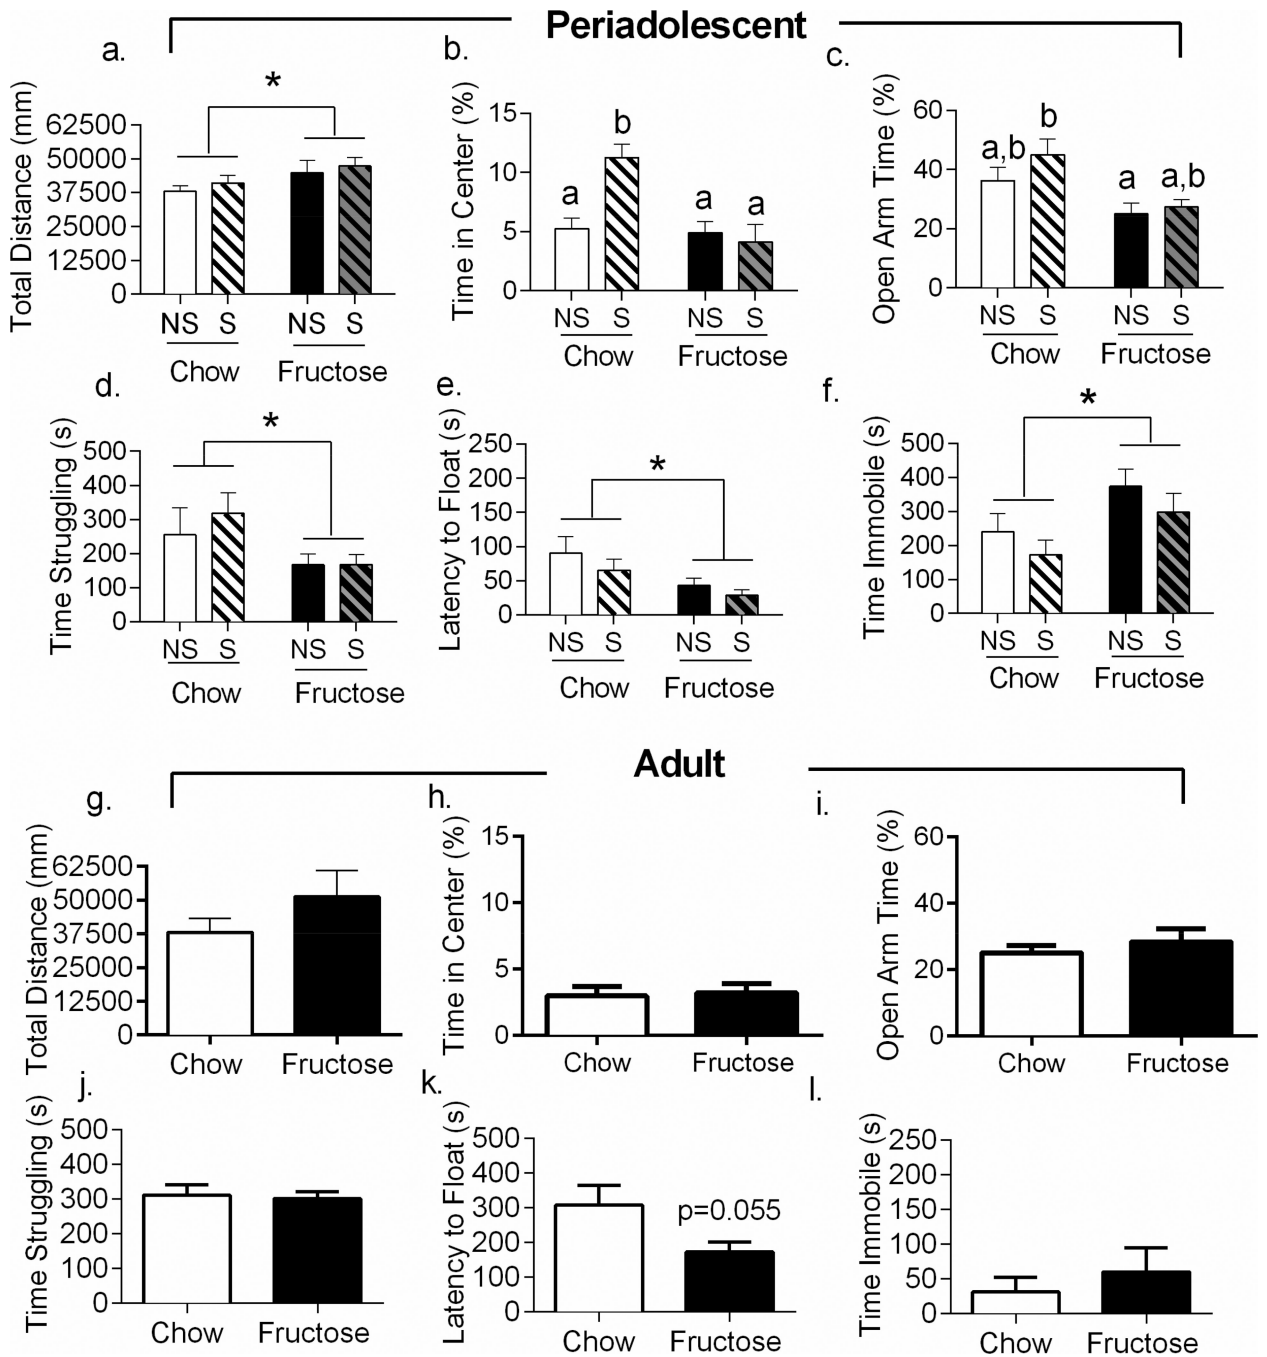 Periadolescent
a.
Total Distance (mm)
62500
50000
37500
25000
12500
0
*
NS S NS S
Chow Fructose
b.
Time in Center (%)
15
10
5
0
a b a a
NS S NS S
Chow Fructose
c.
Open Arm Time (%)
60
40
20
0
a,b b a a,b
NS S NS S
Chow Fructose
d.
Time Struggling (s)
500
400
300
200
100
0
*
NS S NS S
Chow Fructose
e.
Latency to Float (s)
250
200
150
100
50
0
*
NS S NS S
Chow Fructose
f.
Time Immobile (s)
500
400
300
200
100
0
*
NS S NS S
Chow Fructose
Adult
g.
Total Distance (mm)
62500
50000
37500
25000
12500
0
Chow Fructose
h.
Time in Center (%)
15
10
5
0
Chow Fructose
i.
Open Arm Time (%)
60
40
20
0
Chow Fructose
j.
Time Struggling (s)
500
400
300
200
100
0
Chow Fructose
k.
Latency to Float (s)
500
400
300
200
100
0
p=0.055
Chow Fructose
l.
Time Immobile (s)
250
200
150
100
50
0
Chow Fructose